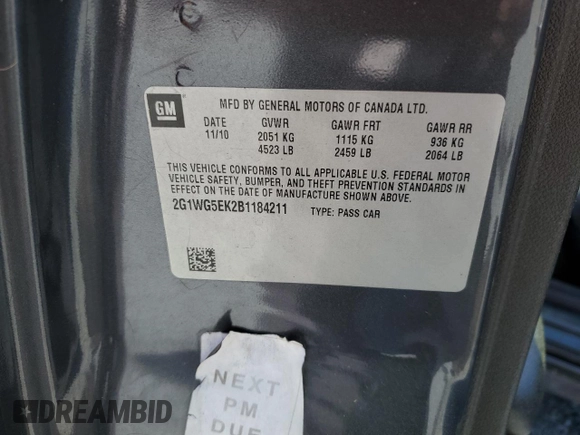 GM
MFD BY GENERAL MOTORS OF CANADA LTD.
DATE GVWR GAWR FRT GAWR RR
11/10 2051 KG 1115 KG 936 KG
4523 LB 2459 LB 2064 LB
THIS VEHICLE CONFORMS TO ALL APPLICABLE U.S. FEDERAL MOTOR
VEHICLE SAFETY, BUMPER, AND THEFT PREVENTION STANDARDS IN
EFFECT ON THE DATE OF MANUFACTURE SHOWN ABOVE.
2G1WG5EK2B1184211 TYPE: PASS CAR
NEXT
PM
DUE
DREAMBID